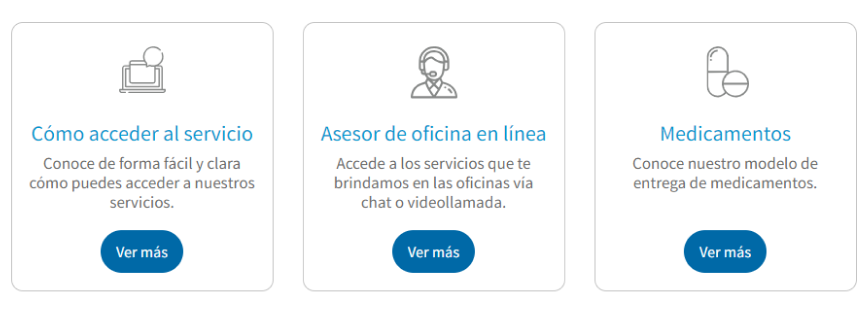 Cómo acceder al servicio
Conoce de forma fácil y clara
cómo puedes acceder a nuestros
servicios.
Ver más
Asesor de oficina en línea
Accede a los servicios que te
brindamos en las oficinas vía
chat o videollamada.
Ver más
Medicamentos
Conoce nuestro modelo de
entrega de medicamentos.
Ver más